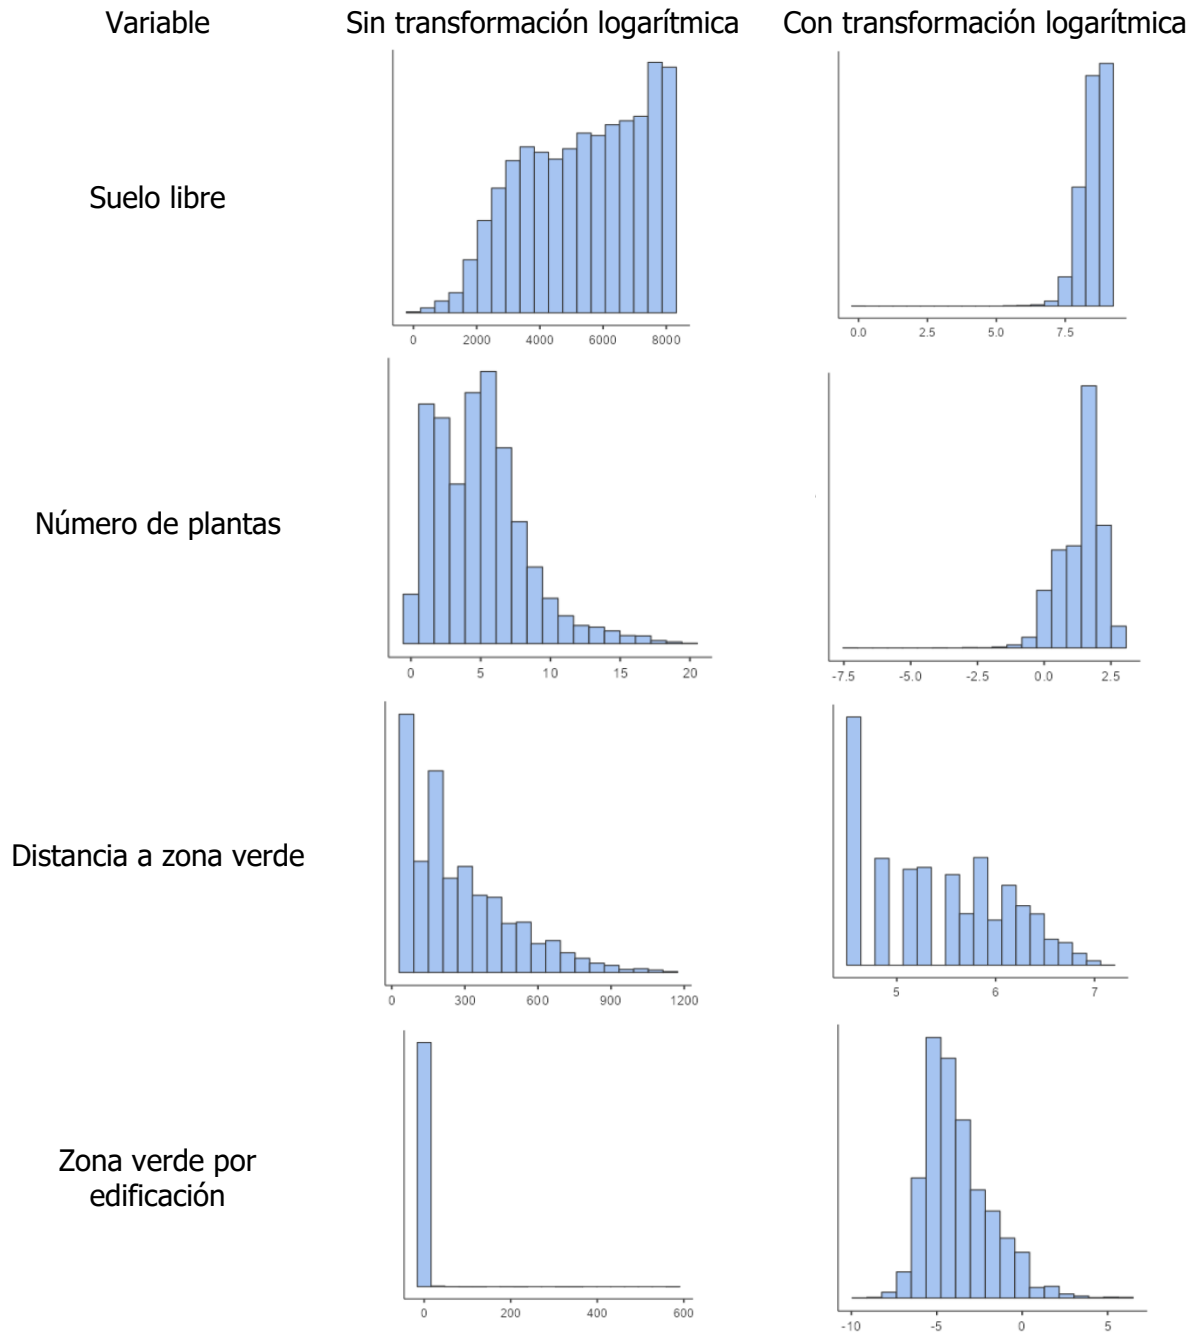 Variable Sin transformación logarítmica Con transformación logarítmica
Suelo libre
0 2000 4000 6000 8000
0.0 2.5 5.0 7.5
Número de plantas
0 5 10 15 20
-7.5 -5.0 -2.5 0.0 2.5
Distancia a zona verde
0 300 600 900 1200
5 6 7
Zona verde por
edificación
0 200 400 600
-10 -5 0 5